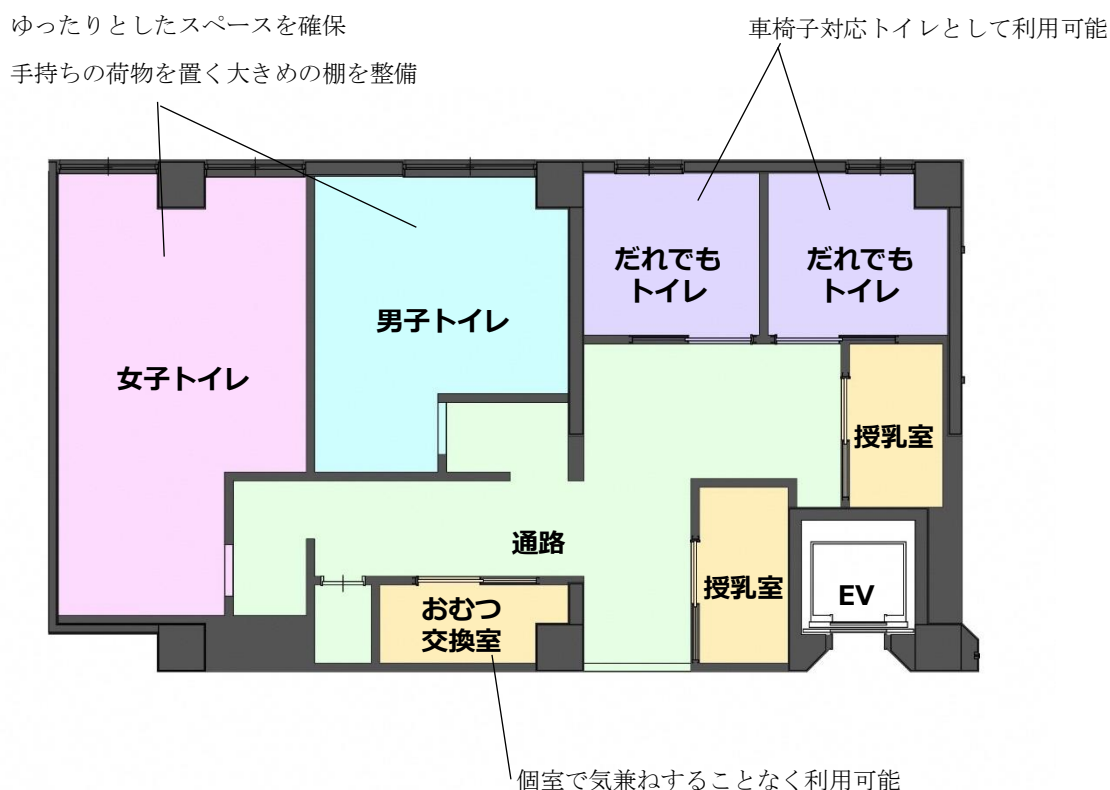 ゆったりとしたスペースを確保
手持ちの荷物を置く大きめの棚を整備
車椅子対応トイレとして利用可能
だれでも
トイレ
だれでも
トイレ
男子トイレ
女子トイレ
授乳室
通路
授乳室
EV
おむつ
交換室
個室で気兼ねすることなく利用可能